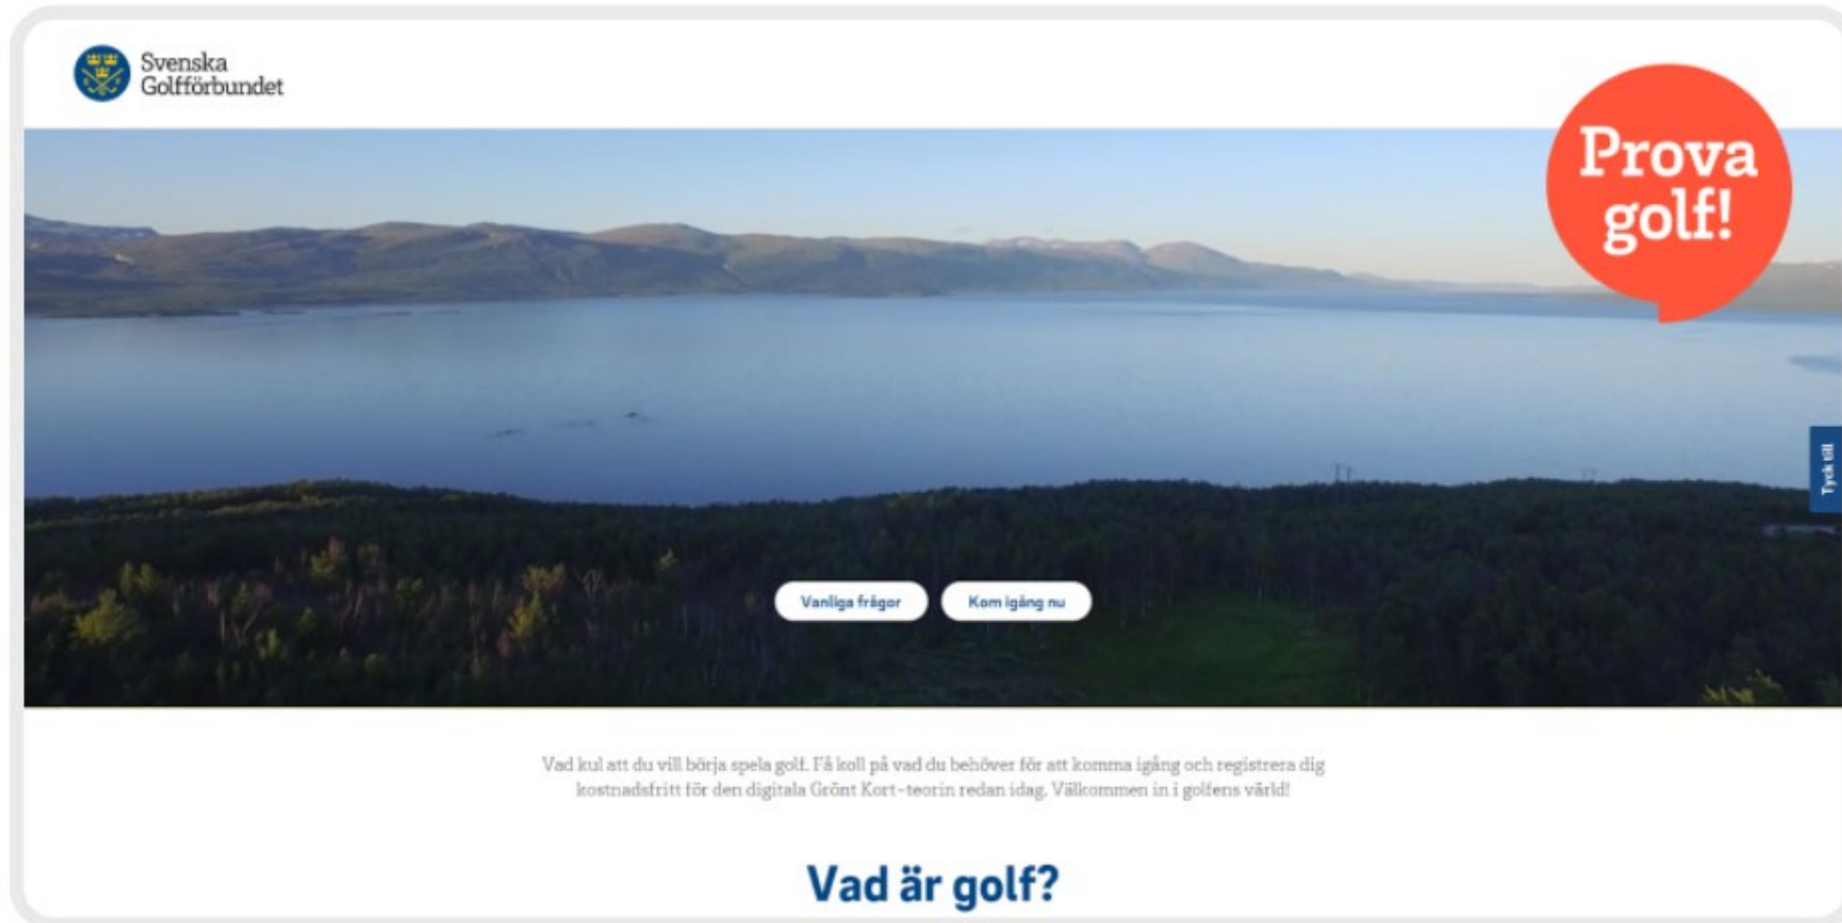 Svenska
Golfförbundet
Prova
golf!
Tyck till
Vanliga frågor
Kom igång nu
Vad kul att du vill börja spela golf. Få koll på vad du behöver för att komma igång och registrera dig
kostnadsfritt för den digitala Grönt Kort-teorin redan idag. Välkommen in i golfens värld!
Vad är golf?